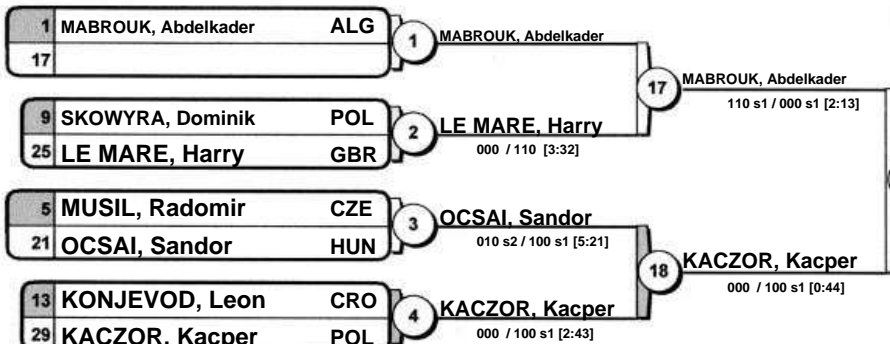 1 MABROUK, Abdelkader ALG
17
1 MABROUK, Abdelkader
9 SKOWYRA, Dominik POL
25 LE MARE, Harry GBR
2 LE MARE, Harry
000 / 110 [3:32]
17 MABROUK, Abdelkader
110 s1 / 000 s1 [2:13]
5 MUSIL, Radomir CZE
21 OCSAI, Sandor HUN
3 OCSAI, Sandor
010 s2 / 100 s1 [5:21]
13 KONJEVOD, Leon CRO
29 KACZOR, Kacper POL
4 KACZOR, Kacper
000 / 100 s1 [2:43]
18 KACZOR, Kacper
000 / 100 s1 [0:44]